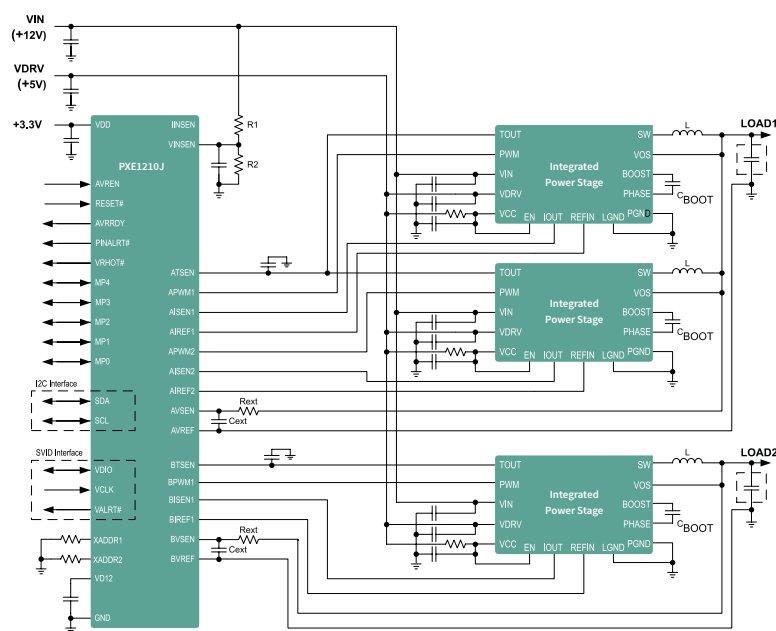 VIN
(+12V)
VDRV
(+5V)
+3.3V
PXE1210J
VDD
AVREN
RESET#
AVRRDY
PINALRT#
VRHOT#
MP4
MP3
MP2
MP1
MP0
I2C Interface
SDA
SCL
SVID Interface
VDIO
VCLK
VALRT#
XADDR1
XADDR2
VD12
GND
IINSEN
VINSEN
ATSEN
APWM1
AISEN1
AIREF1
APWM2
AISEN2
AIREF2
AVSEN
AVREF
BTSEN
BPWM1
BISEN1
BIREF1
BVSEN
BVREF
R1
R2
Rext
Cext
Rext
Cext
TOUT
PWM
VIN
VDRV
VCC
EN
IOUT
REFIN
LGND
Integrated
Power Stage
SW
VOS
BOOST
PHASE
PGND
L
CBOOT
LOAD1
TOUT
PWM
VIN
VDRV
VCC
EN
IOUT
REFIN
LGND
Integrated
Power Stage
SW
VOS
BOOST
PHASE
PGND
L
CBOOT
TOUT
PWM
VIN
VDRV
VCC
EN
IOUT
REFIN
LGND
Integrated
Power Stage
SW
VOS
BOOST
PHASE
PGND
L
CBOOT
LOAD2